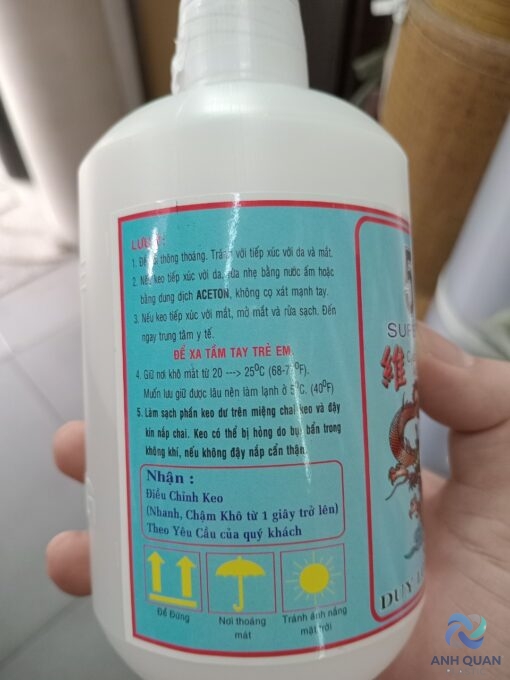 LƯU Ý:
1. Để nơi thông thoáng. Tránh với tiếp xúc với da và mắt.
2. Nếu keo tiếp xúc với da, rửa nhẹ bằng nước ấm hoặc
bằng dung dịch ACETON, không cọ xát mạnh tay.
3. Nếu keo tiếp xúc với mắt, mở mắt và rửa sạch. Đến
ngay trung tâm y tế.
ĐỂ XA TẦM TAY TRẺ EM
4. Giữ nơi khô mát từ 20 ---> 25ºC (68-77ºF).
Muốn lưu giữ được lâu nên làm lạnh ở 5ºC. (40ºF)
5. Làm sạch phần keo dư trên miệng chai keo và đậy
kín nắp chai. Keo có thể bị hỏng do bụi bẩn trong
không khí, nếu không đậy nắp cẩn thận.
Nhận :
Điều Chỉnh Keo
(Nhanh, Chậm Khô từ 1 giây trở lên)
Theo Yêu Cầu của quý khách
Để Đứng
Nơi thoáng
mát
Tránh ánh nắng
mặt trời
5
SUP
維
DUY
ANH QUAN